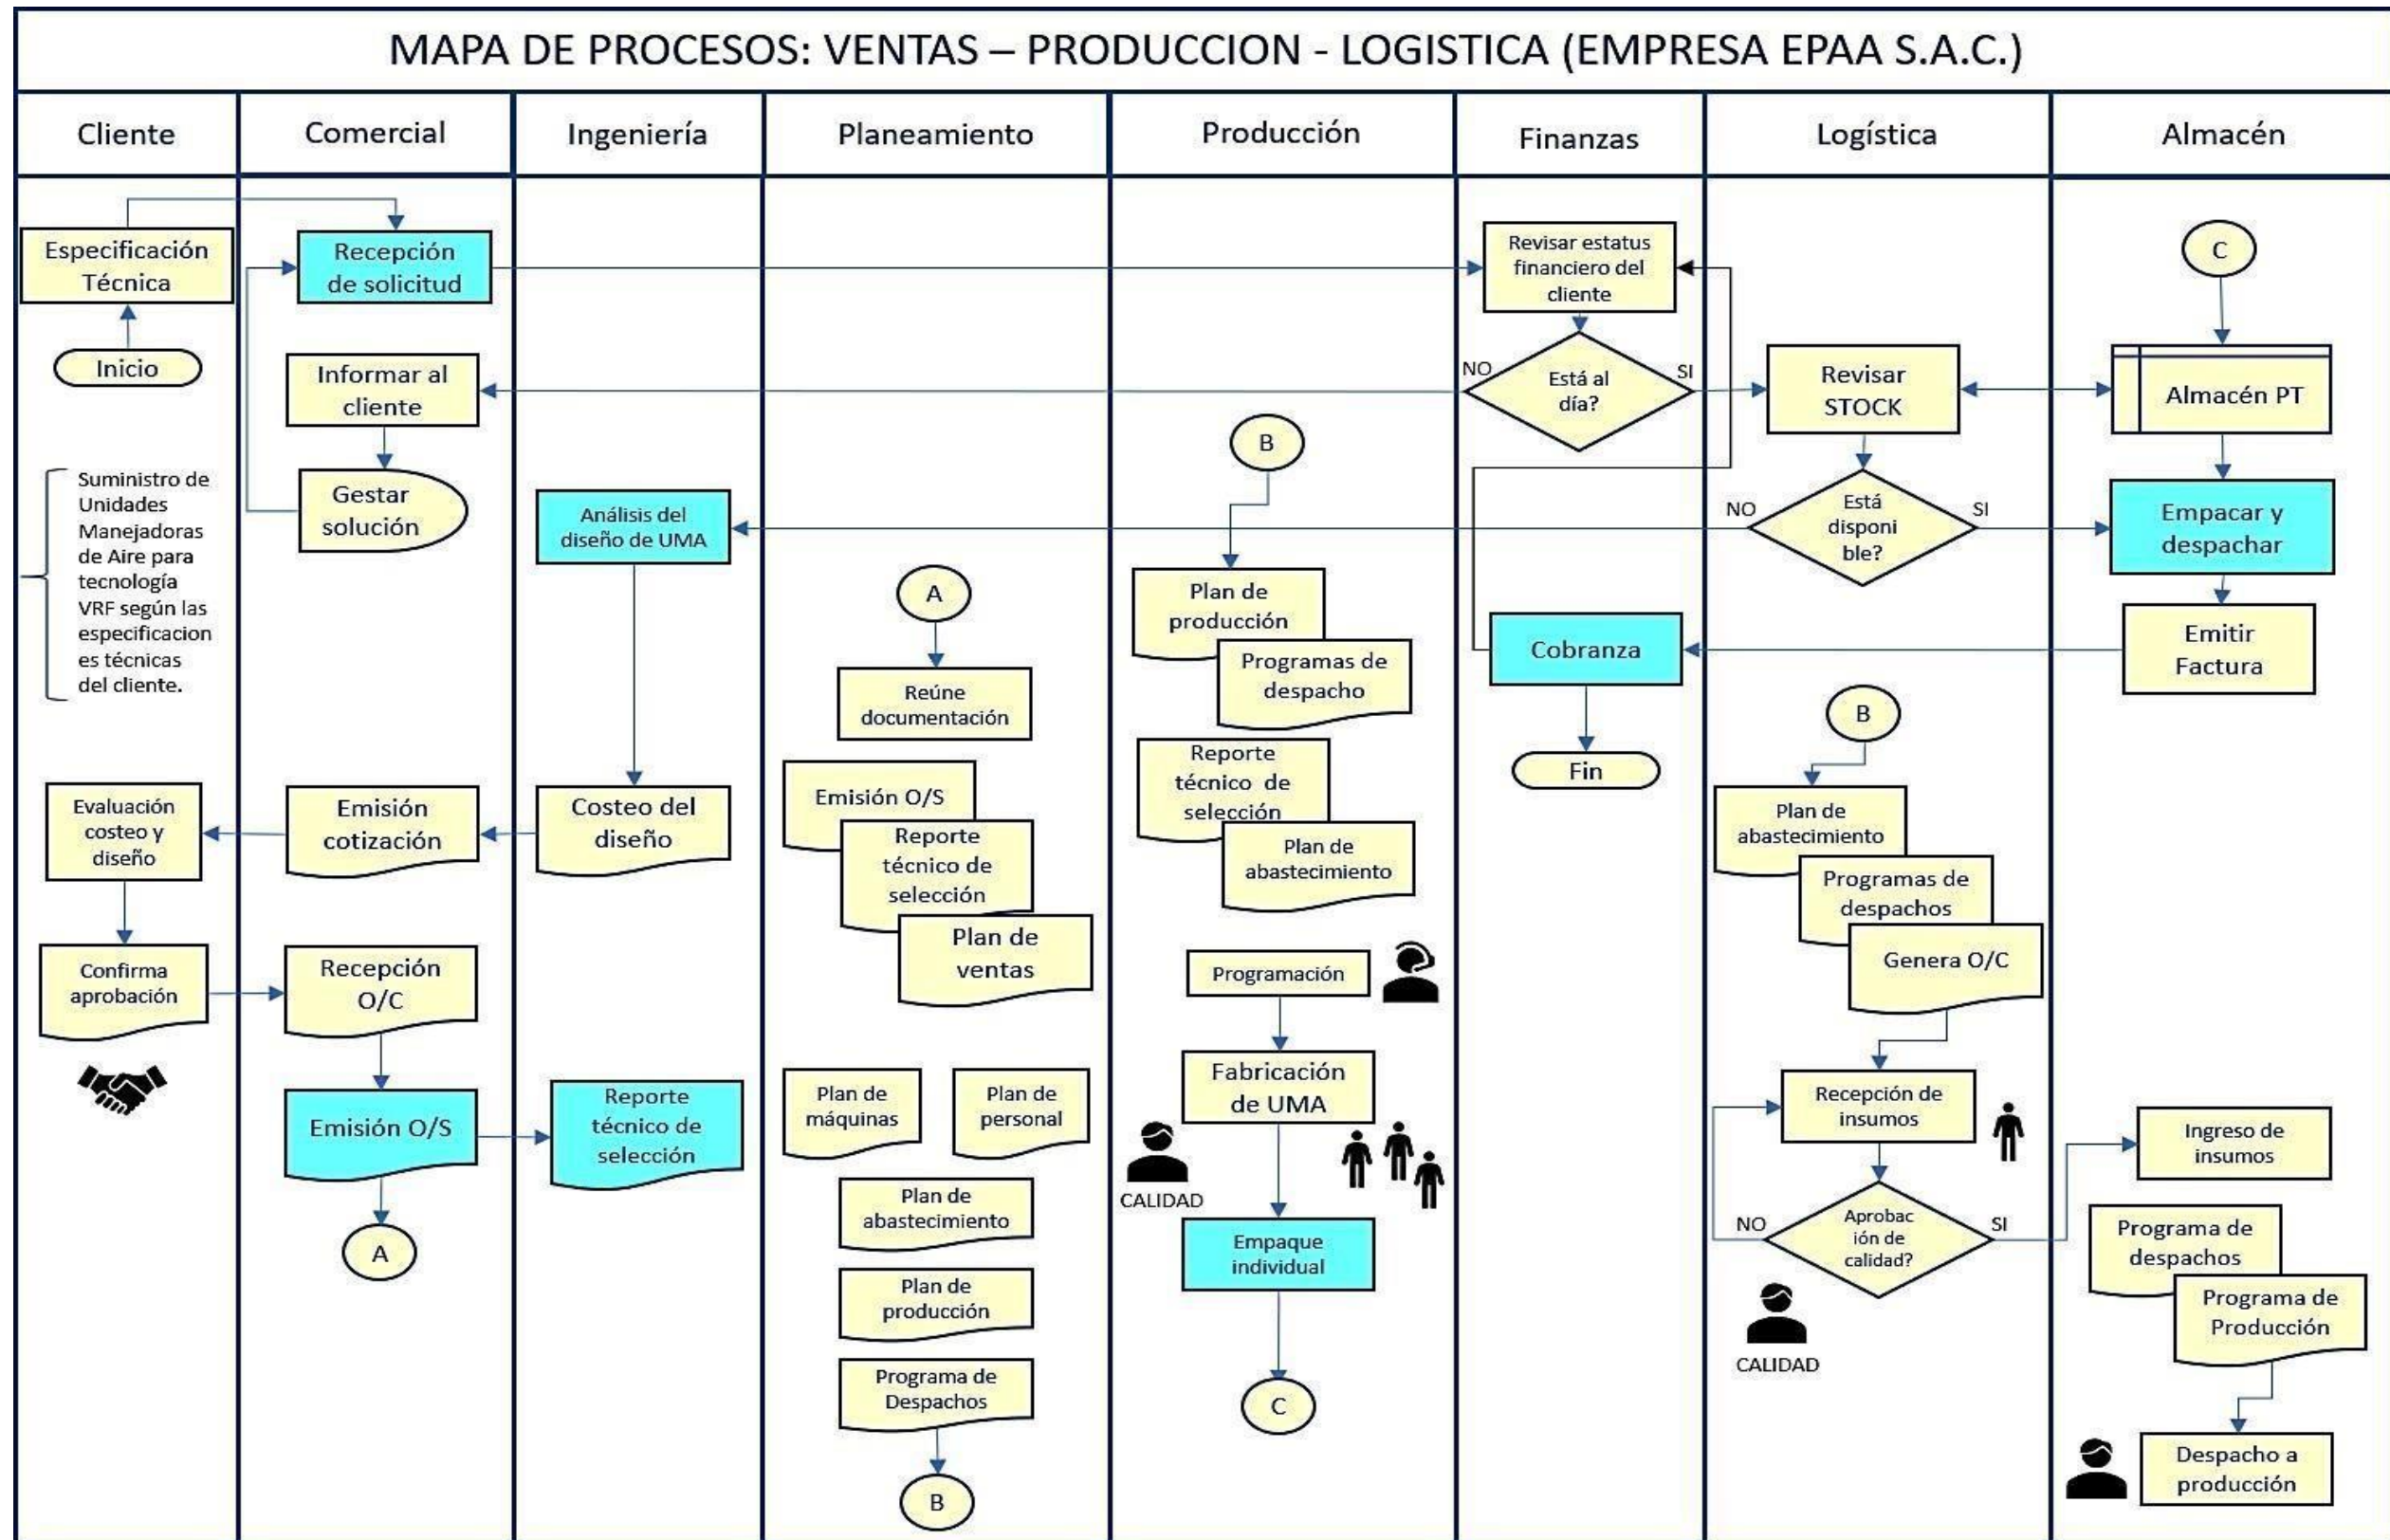 MAPA DE PROCESOS: VENTAS – PRODUCCION - LOGISTICA (EMPRESA EPAA S.A.C.)
Cliente
Comercial
Ingeniería
Planeamiento
Producción
Finanzas
Logística
Almacén
Especificación
Técnica
Inicio
Suministro de
Unidades
Manejadoras
de Aire para
tecnología
VRF según las
especificacion
es técnicas
del cliente.
Evaluación
costeo y
diseño
Confirma
aprobación
Recepción
de solicitud
Informar al
cliente
Gestar
solución
Emisión
cotización
Recepción
O/C
Emisión O/S
A
Análisis del
diseño de UMA
Costeo del
diseño
Reporte
técnico de
selección
A
Reúne
documentación
Emisión O/S
Reporte
técnico de
selección
Plan de
ventas
Plan de
máquinas
Plan de
personal
Plan de
abastecimiento
Plan de
producción
Programa de
Despachos
B
B
Plan de
producción
Programas de
despacho
Reporte
técnico de
selección
Plan de
abastecimiento
Programación
Fabricación
de UMA
CALIDAD
Empaque
individual
C
Revisar estatus
financiero del
cliente
NO
Está al
día?
SI
Cobranza
Fin
Revisar
STOCK
NO
Está
disponi
ble?
SI
B
Plan de
abastecimiento
Programas de
despachos
Genera O/C
Recepción de
insumos
NO
Aprobac
ión de
calidad?
SI
CALIDAD
C
Almacén PT
Empacar y
despachar
Emitir
Factura
Ingreso de
insumos
Programa de
despachos
Programa de
Producción
Despacho a
producción